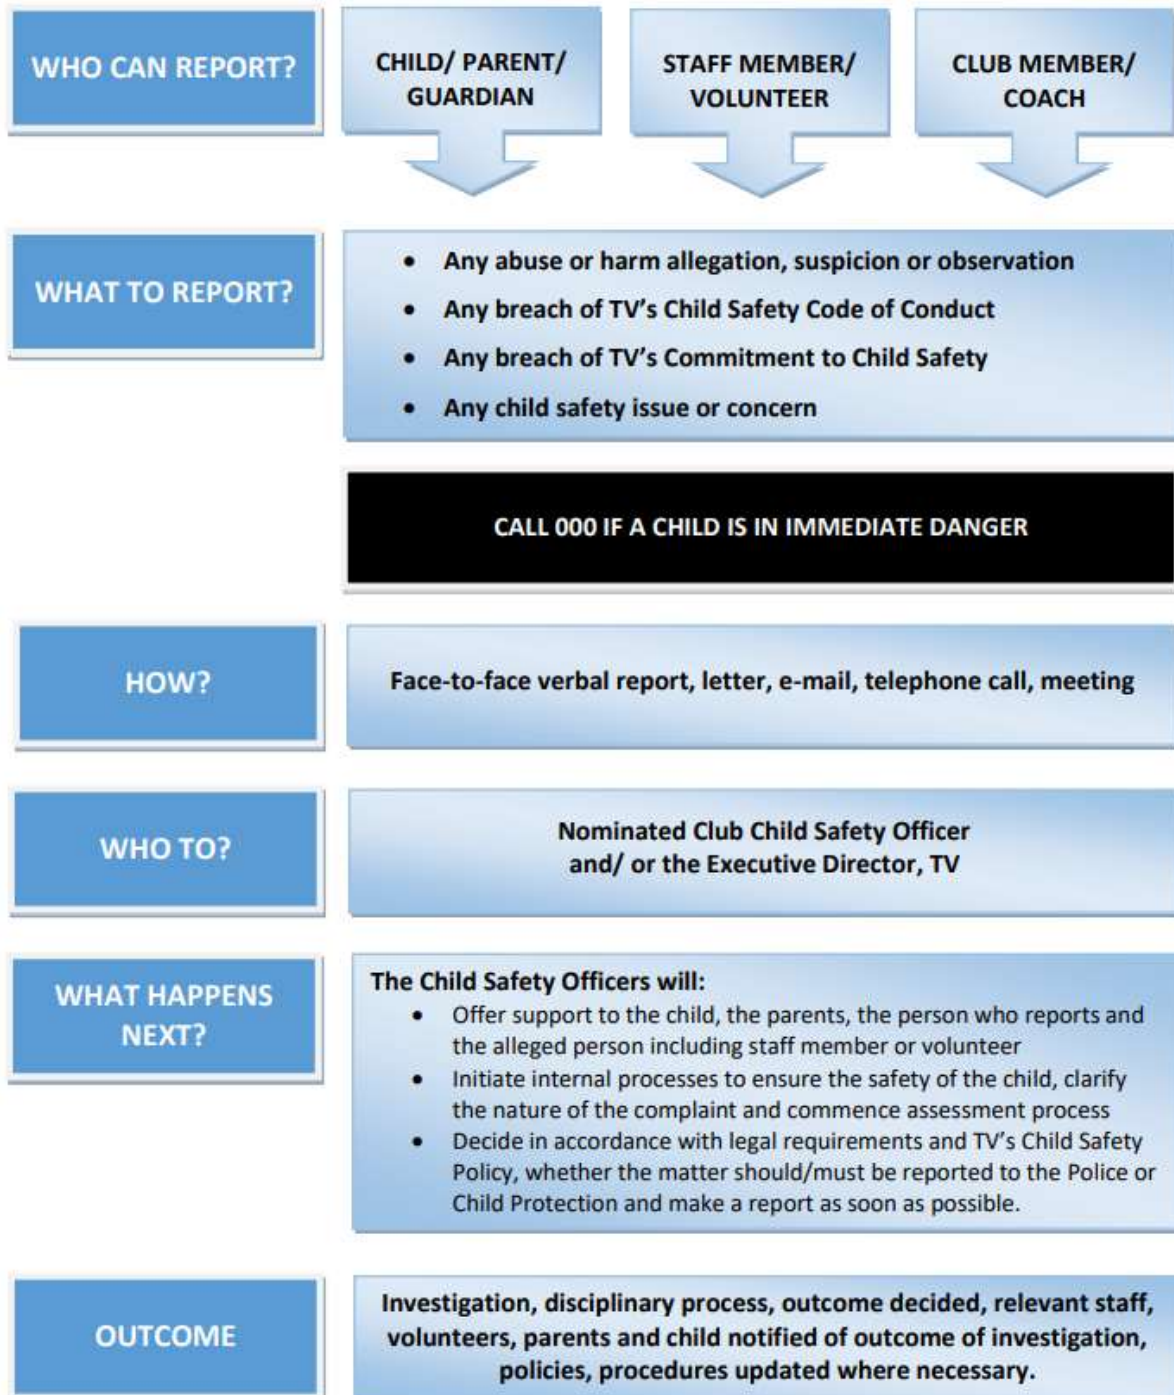 WHO CAN REPORT?
CHILD/ PARENT/
GUARDIAN
STAFF MEMBER/
VOLUNTEER
CLUB MEMBER/
COACH
WHAT TO REPORT?
• Any abuse or harm allegation, suspicion or observation
• Any breach of TV’s Child Safety Code of Conduct
• Any breach of TV’s Commitment to Child Safety
• Any child safety issue or concern
CALL 000 IF A CHILD IS IN IMMEDIATE DANGER
HOW?
Face-to-face verbal report, letter, e-mail, telephone call, meeting
WHO TO?
Nominated Club Child Safety Officer
and/ or the Executive Director, TV
WHAT HAPPENS
NEXT?
The Child Safety Officers will:
• Offer support to the child, the parents, the person who reports and
the alleged person including staff member or volunteer
• Initiate internal processes to ensure the safety of the child, clarify
the nature of the complaint and commence assessment process
• Decide in accordance with legal requirements and TV’s Child Safety
Policy, whether the matter should/must be reported to the Police or
Child Protection and make a report as soon as possible.
OUTCOME
Investigation, disciplinary process, outcome decided, relevant staff,
volunteers, parents and child notified of outcome of investigation,
policies, procedures updated where necessary.